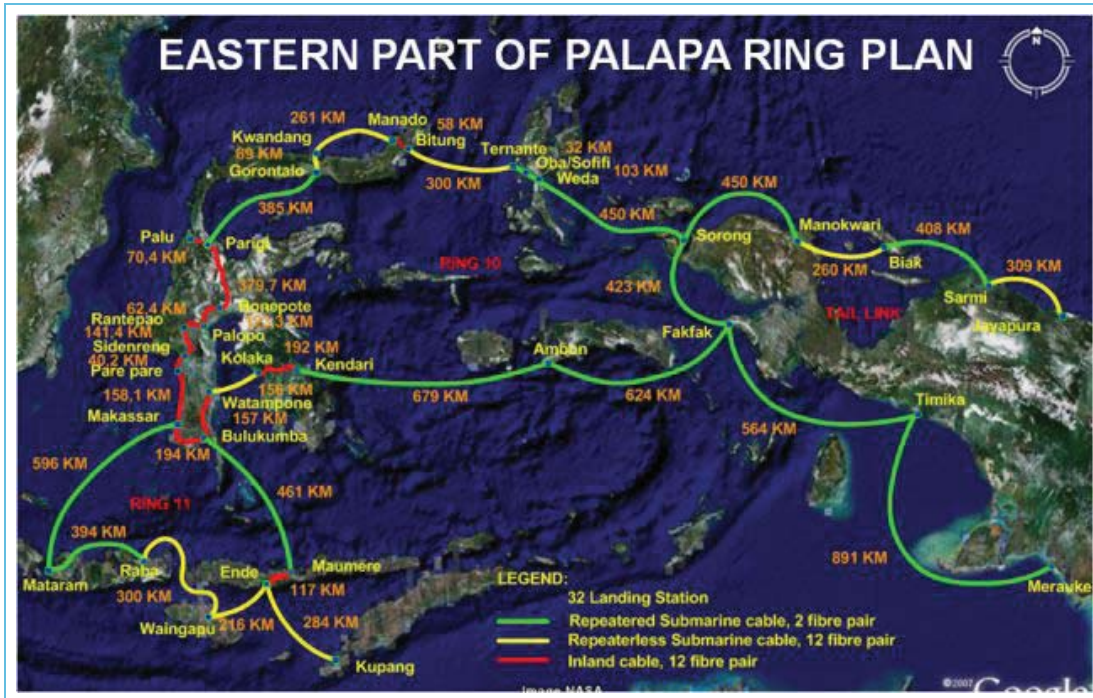 EASTERN PART OF PALAPA RING PLAN
N
261 KM
Manado
58 KM
Kwandang
Bitung
Ternante
32 KM
69 KM
Oba/Sofifi
Gorontalo
Weda
103 KM
300 KM
450 KM
385 KM
450 KM
Manokwari
408 KM
Palu
Parigi
Sorong
70,4 KM
RING 10
260 KM
Biak
309 KM
379,7 KM
423 KM
Sarmi
62,4 KM
Bonepote
TAIL LINK
Rantepao
Jayapura
141,4 KM
Palopo
Fakfak
Sidenreng
Kolaka
192 KM
Ambon
40,2 KM
Kendari
Pare pare
156 KM
158,1 KM
Watampone
679 KM
624 KM
Makassar
157 KM
Timika
Bulukumba
564 KM
194 KM
596 KM
461 KM
RING 11
394 KM
891 KM
Mataram
Raba
Ende
Maumere
300 KM
117 KM
LEGEND:
Merauke
32 Landing Station
Waingapu
216 KM
284 KM
Repeatered Submarine cable, 2 fibre pair
Repeaterless Submarine cable, 12 fibre pair
Kupang
Inland cable, 12 fibre pair
Image NASA
©2007 Google